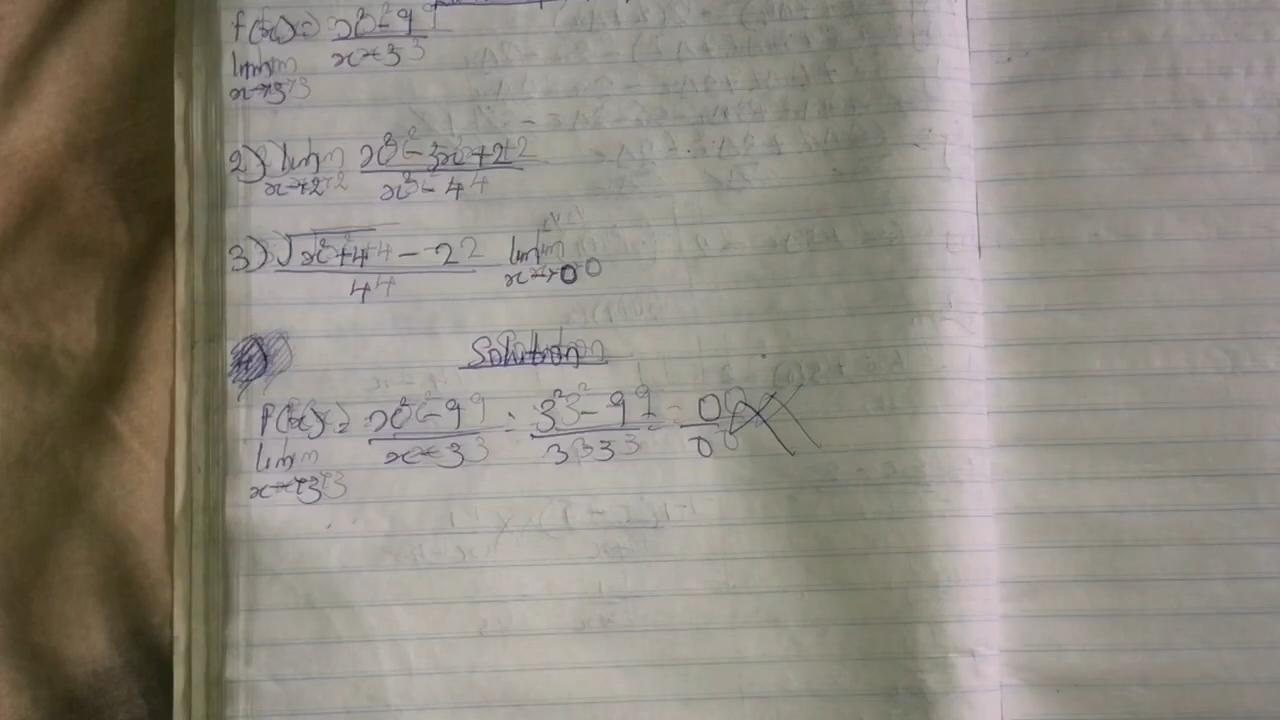 f(x) = x² - 9 / x - 3
lim
x→3
2) lim x² - 3x + 2 / x² - 4
x→2
3) √x² + 4 - 2 / 4 lim
x→0
Solution
f(x) = x² - 9 / x - 3 = 3² - 9 / 3 - 3 = 0 / 0
lim
x→3